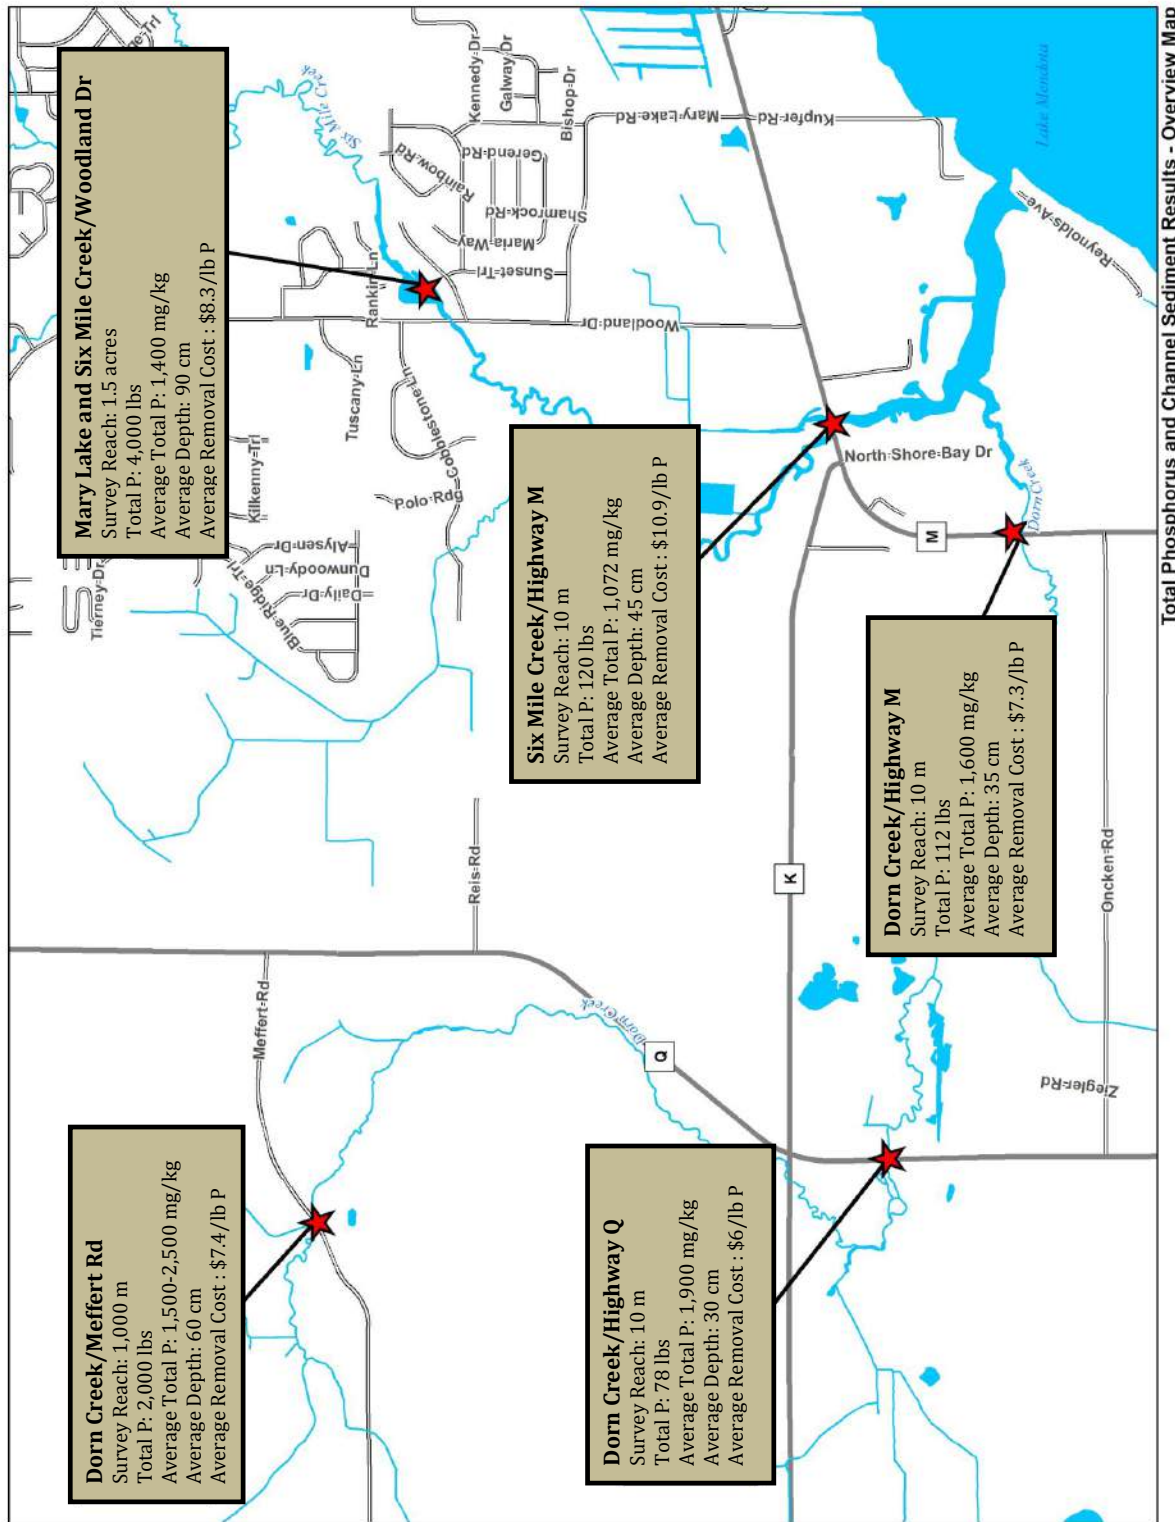 Dorn Creek/Meffert Rd
Survey Reach: 1,000 m
Total P: 2,000 lbs
Average Total P: 1,500-2,500 mg/kg
Average Depth: 60 cm
Average Removal Cost : $7.4/lb P
Mary Lake and Six Mile Creek/Woodland Dr
Survey Reach: 1.5 acres
Total P: 4,000 lbs
Average Total P: 1,400 mg/kg
Average Depth: 90 cm
Average Removal Cost : $8.3/lb P
Six Mile Creek/Highway M
Survey Reach: 10 m
Total P: 120 lbs
Average Total P: 1,072 mg/kg
Average Depth: 45 cm
Average Removal Cost : $10.9/lb P
Dorn Creek/Highway Q
Survey Reach: 10 m
Total P: 78 lbs
Average Total P: 1,900 mg/kg
Average Depth: 30 cm
Average Removal Cost : $6/lb P
Dorn Creek/Highway M
Survey Reach: 10 m
Total P: 112 lbs
Average Total P: 1,600 mg/kg
Average Depth: 35 cm
Average Removal Cost : $7.3/lb P
Meffert Rd
Reis Rd
Dorn Creek
Q
K
M
Ziegler Rd
Oncken Rd
Dorn Creek
North Shore Bay Dr
Tierney Dr
Blue Ridge Trl
Daily Dr
Dunwoody Ln
Alysen Dr
Kilkenny Trl
Polo Rdg
Cobblestone Ln
Tuscany Ln
Rankin Ln
Woodland Dr
Sunset Trl
Maria Way
Shamrock Rd
Gerend Rd
Rainbow Rd
Six Mile Creek
Kennedy Dr
Galway Dr
Bishop Dr
Mary Lake Rd
Kupfer Rd
Reynolds Ave
Lake Mendota
Total Phosphorus and Channel Sediment Results - Overview Map